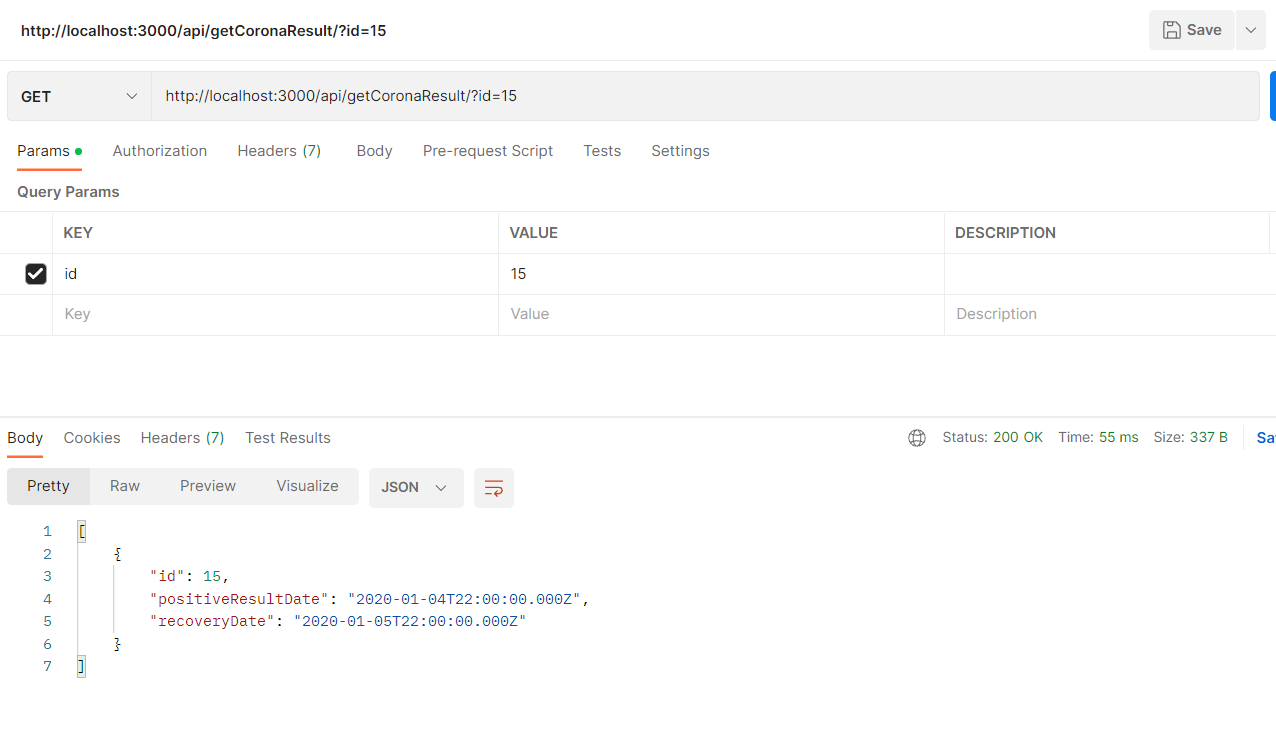 http://localhost:3000/api/getCoronaResult/?id=15
Save
GET
http://localhost:3000/api/getCoronaResult/?id=15
Params Authorization Headers (7) Body Pre-request Script Tests Settings
Query Params
KEY VALUE DESCRIPTION
id 15
Key Value Description
Body Cookies Headers (7) Test Results Status: 200 OK Time: 55 ms Size: 337 B Sa
Pretty Raw Preview Visualize JSON
1 [
2 {
3 "id": 15,
4 "positiveResultDate": "2020-01-04T22:00:00.000Z",
5 "recoveryDate": "2020-01-05T22:00:00.000Z"
6 }
7 ]